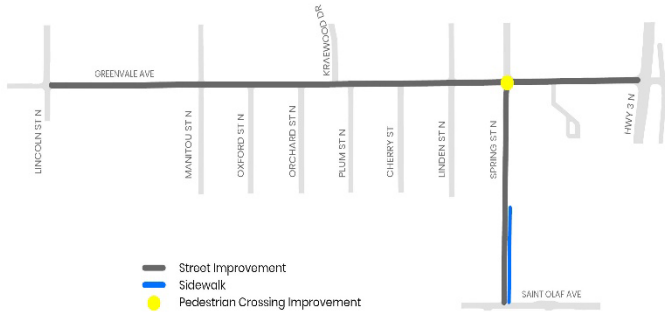 KRAEWOOD DR
GREENVALE AVE
LINCOLN ST N
MANITOU ST N
OXFORD ST N
ORCHARD ST N
PLUM ST N
CHERRY ST
LINDEN ST N
SPRING ST N
HWY 3 N
Street Improvement
Sidewalk
Pedestrian Crossing Improvement
SAINT OLAF AVE